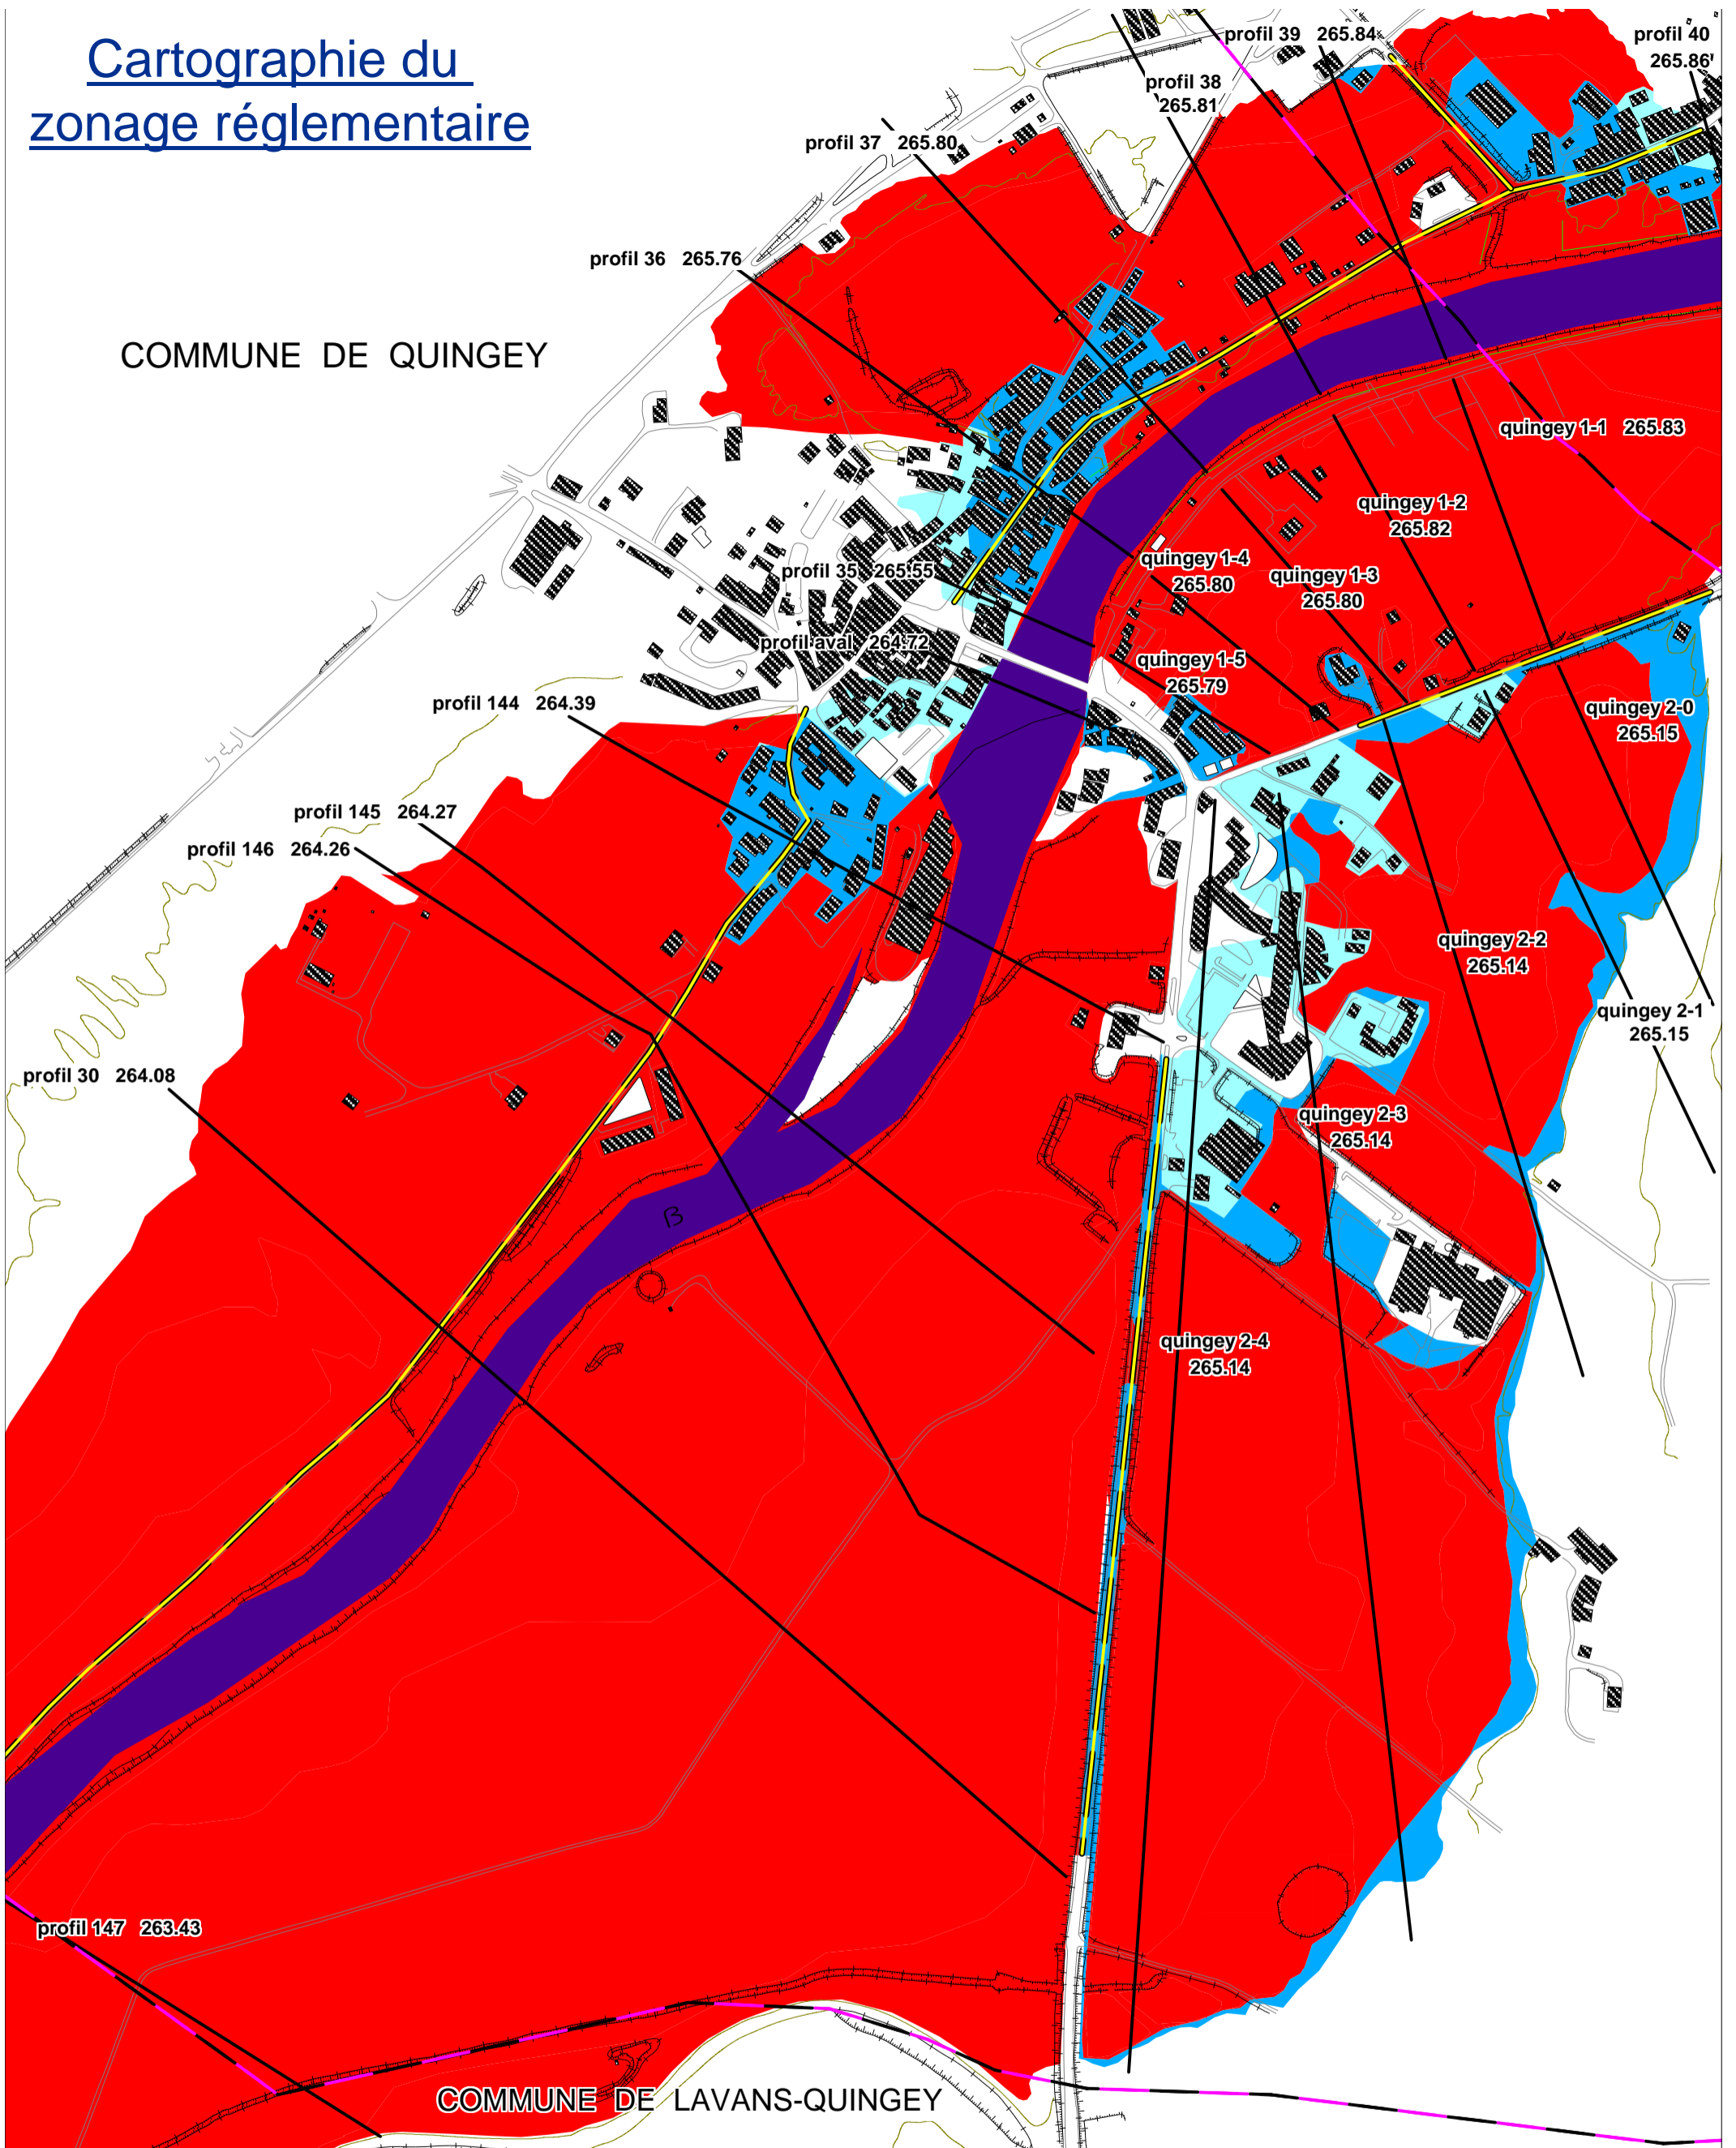 Cartographie du
zonage réglementaire
profil 39 265.84
profil 40
265.86
profil 38
265.81
profil 37 265.80
profil 36 265.76
COMMUNE DE QUINGEY
quingey 1-1 265.83
quingey 1-2
265.82
quingey 1-4
265.80
quingey 1-3
265.80
profil 35 265.55
profil aval 264.72
quingey 1-5
265.79
profil 144 264.39
quingey 2-0
265.15
profil 145 264.27
profil 146 264.26
quingey 2-2
265.14
quingey 2-1
265.15
profil 30 264.08
quingey 2-3
265.14
B
quingey 2-4
265.14
profil 147 263.43
COMMUNE DE LAVANS-QUINGEY